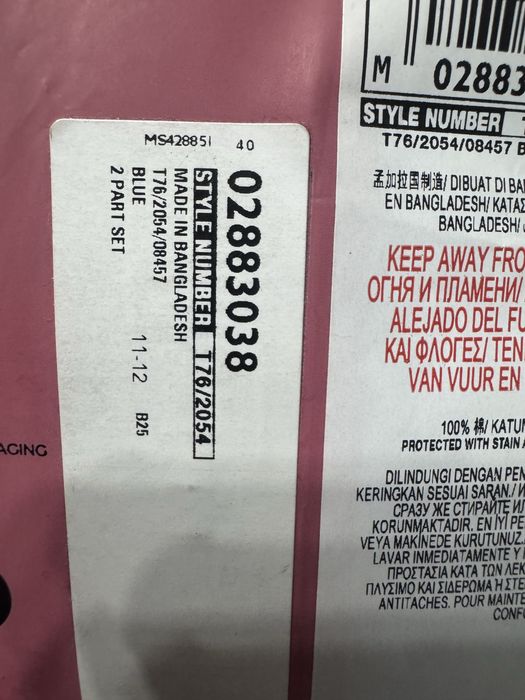 MS428851 40
02883038
STYLE NUMBER T76/2054
MADE IN BANGLADESH
T76/2054/08457
BLUE 11-12 B25
2 PART SET
AGING
M 02883
STYLE NUMBER
T76/2054/08457 B
孟加拉国制造/ DIBUAT DI BA
EN BANGLADESH/ ΚΑΤΑΣ
BANGLADESH/
KEEP AWAY FRO
ОГНЯ И ПЛАМЕНИ/
ALEJADO DEL FU
ΚΑΙ ΦΛΟΓΕΣ/ TEN
VAN VUUR EN
100% 棉/ KATUN
PROTECTED WITH STAIN
DILINDUNGI DENGAN PEN
KERINGKAN SESUAI SARAN./ И
СРАЗУ ЖЕ СТИРАЙТЕ И
KORUNMAKTADIR. EN İYİ PE
VEYA MAKİNEDE KURUTUNUZ.
LAVAR INMEDIATAMENTE Y
ΠΡΟΣΤΑΣΙΑ ΚΑΤΑ ΤΩΝ ΛΕΚ
ΠΛΥΣΙΜΟ ΚΑΙ ΣΙΔΕΡΩΜΑ Ή ΣΤΕ
ANTITACHES. POUR MAINTE
CONF